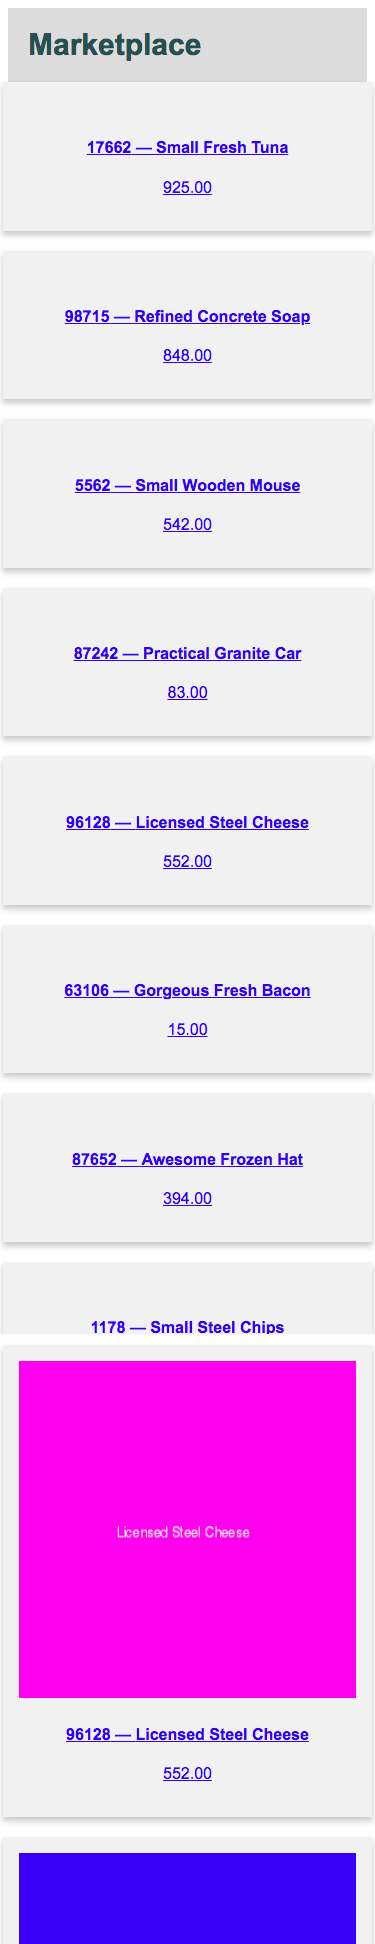 Marketplace
17662 — Small Fresh Tuna
925.00
98715 — Refined Concrete Soap
848.00
5562 — Small Wooden Mouse
542.00
87242 — Practical Granite Car
83.00
96128 — Licensed Steel Cheese
552.00
63106 — Gorgeous Fresh Bacon
15.00
87652 — Awesome Frozen Hat
394.00
1178 — Small Steel Chips
Licensed Steel Cheese
96128 — Licensed Steel Cheese
552.00